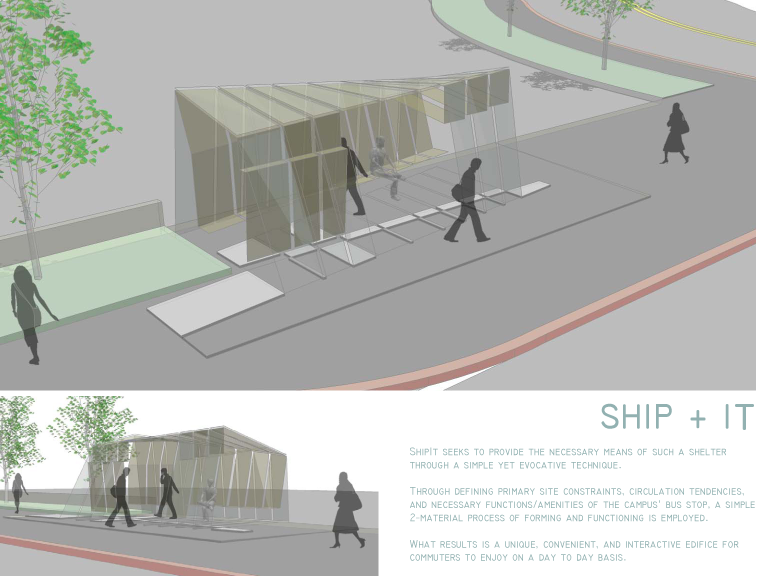 SHIP + IT
SHIPIT SEEKS TO PROVIDE THE NECESSARY MEANS OF SUCH A SHELTER
THROUGH A SIMPLE YET EVOCATIVE TECHNIQUE.
THROUGH DEFINING PRIMARY SITE CONSTRAINTS, CIRCULATION TENDENCIES,
AND NECESSARY FUNCTIONS/AMENITIES OF THE CAMPUS' BUS STOP, A SIMPLE
2-MATERIAL PROCESS OF FORMING AND FUNCTIONING IS EMPLOYED.
WHAT RESULTS IS A UNIQUE, CONVENIENT, AND INTERACTIVE EDIFICE FOR
COMMUTERS TO ENJOY ON A DAY TO DAY BASIS.